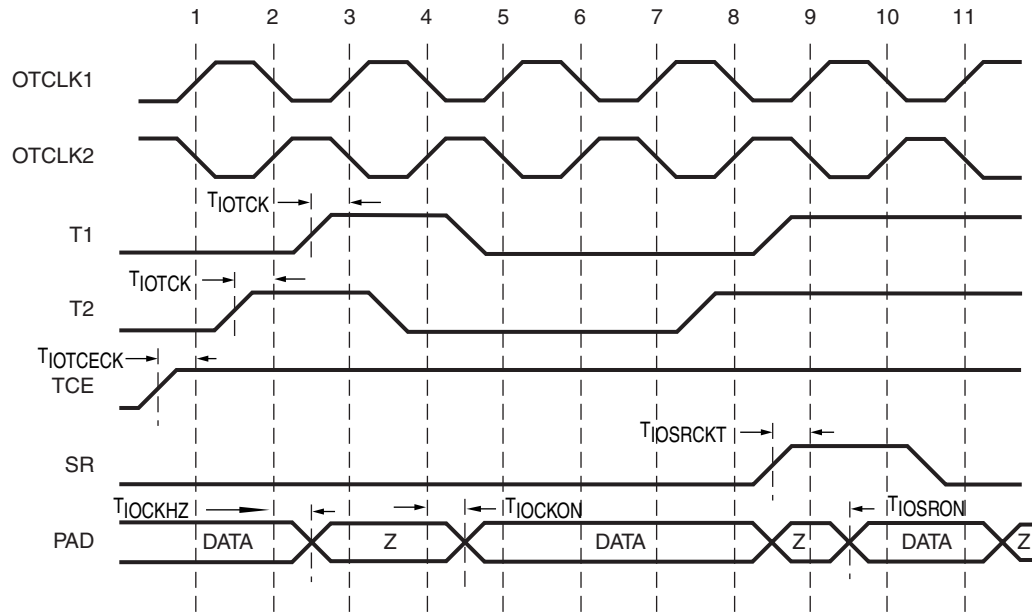 1 2 3 4 5 6 7 8 9 10 11
OTCLK1
OTCLK2
TIOTCK
T1
TIOTCK
T2
TIOTCECK
TCE
TIOSRCKT
SR
TIOCKHZ TIOCKON TIOSRON
PAD DATA Z DATA Z DATA Z